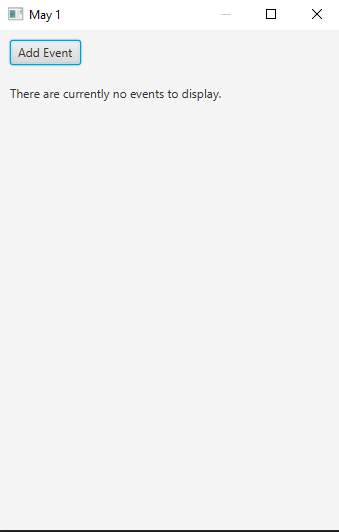 May 1
Add Event
There are currently no events to display.